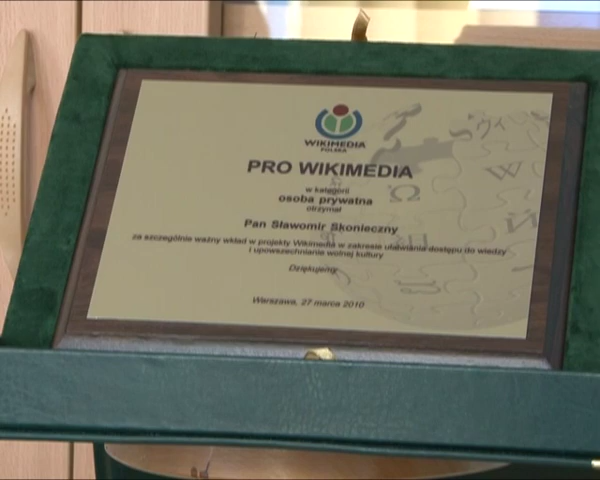 WIKIMEDIA
POLSKA
PRO WIKIMEDIA
w kategorii
osoba prywatna
otrzymał
Pan Sławomir Skonieczny
za szczególnie ważny wkład w projekty Wikimedia w zakresie ułatwiania dostępu do wiedzy
i upowszechnianie wolnej kultury
Dziękujemy
Warszawa, 27 marca 2010
Ω
W
И